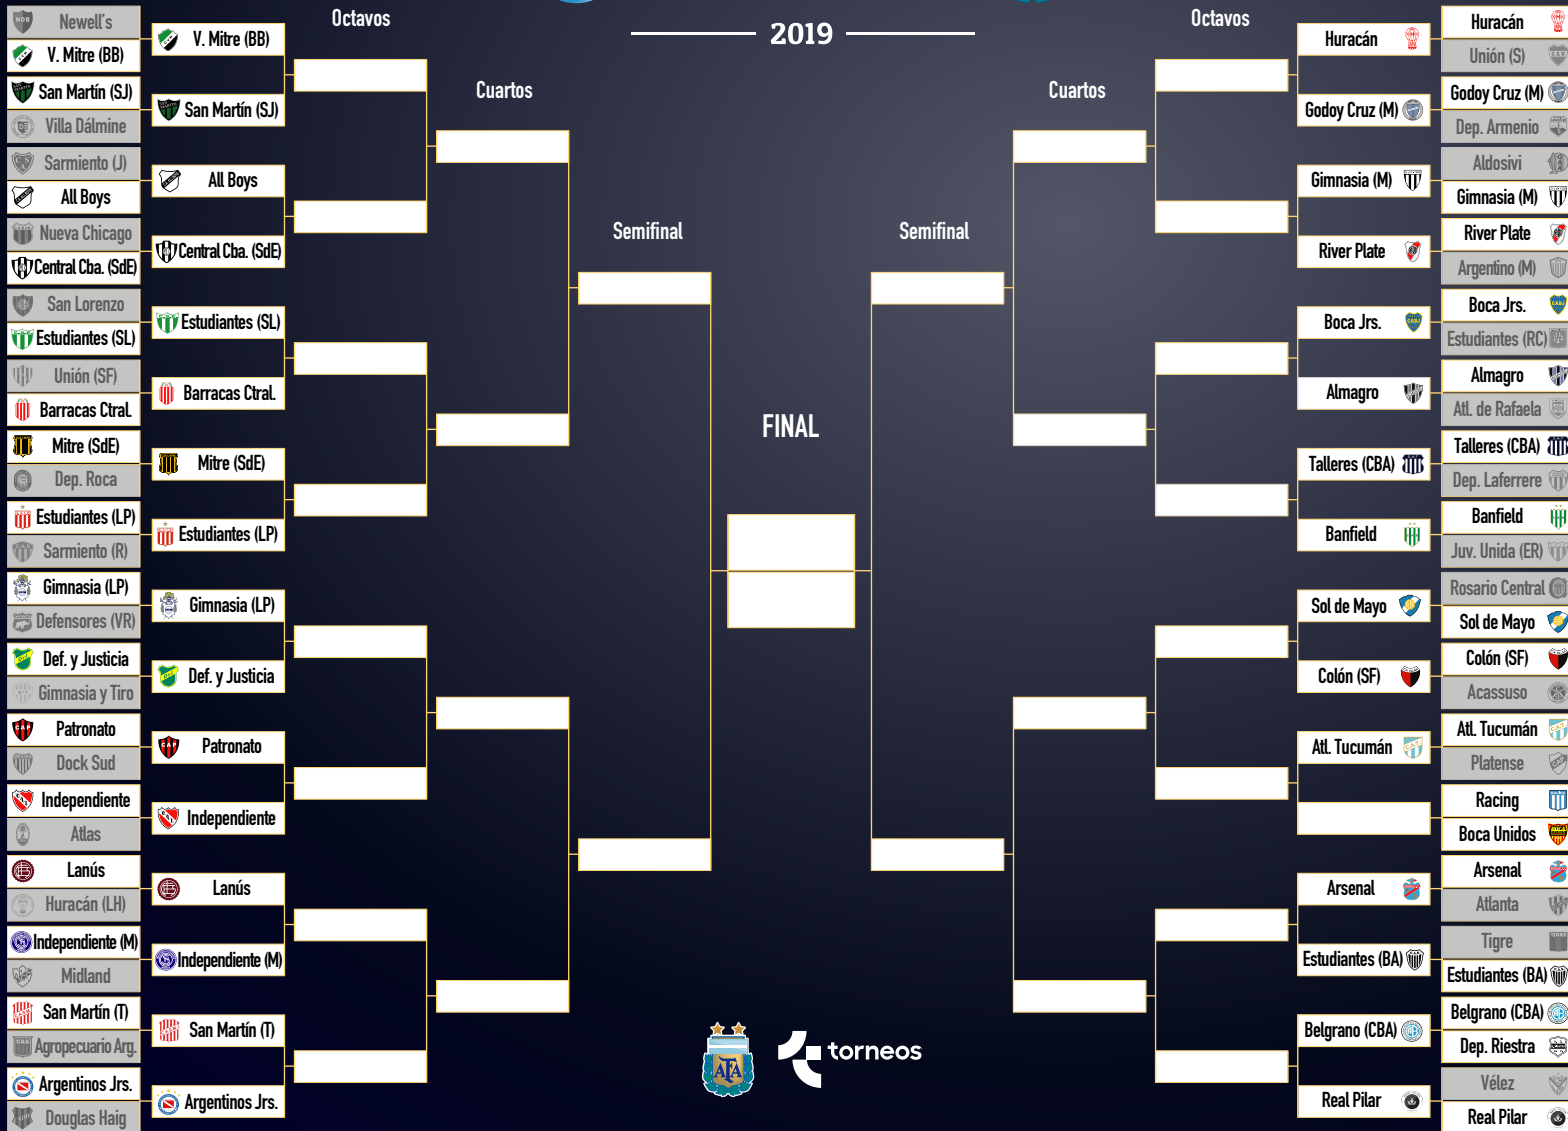 2019
Octavos
Cuartos
Semifinal
FINAL
Semifinal
Cuartos
Octavos
Newell's
V. Mitre (BB)
San Martín (SJ)
Villa Dálmine
Sarmiento (J)
All Boys
Nueva Chicago
Central Cba. (SdE)
San Lorenzo
Estudiantes (SL)
Unión (SF)
Barracas Ctral.
Mitre (SdE)
Dep. Roca
Estudiantes (LP)
Sarmiento (R)
Gimnasia (LP)
Defensores (VR)
Def. y Justicia
Gimnasia y Tiro
Patronato
Dock Sud
Independiente
Atlas
Lanús
Huracán (LH)
Independiente (M)
Midland
San Martín (T)
Agropecuario Arg.
Argentinos Jrs.
Douglas Haig
V. Mitre (BB)
San Martín (SJ)
All Boys
Central Cba. (SdE)
Estudiantes (SL)
Barracas Ctral.
Mitre (SdE)
Estudiantes (LP)
Gimnasia (LP)
Def. y Justicia
Patronato
Independiente
Lanús
Independiente (M)
San Martín (T)
Argentinos Jrs.
Huracán
Godoy Cruz (M)
Gimnasia (M)
River Plate
Boca Jrs.
Almagro
Talleres (CBA)
Banfield
Sol de Mayo
Colón (SF)
Atl. Tucumán
Arsenal
Estudiantes (BA)
Belgrano (CBA)
Real Pilar
Huracán
Unión (S)
Godoy Cruz (M)
Dep. Armenio
Aldosivi
Gimnasia (M)
River Plate
Argentino (M)
Boca Jrs.
Estudiantes (RC)
Almagro
Atl. de Rafaela
Talleres (CBA)
Dep. Laferrere
Banfield
Juv. Unida (ER)
Rosario Central
Sol de Mayo
Colón (SF)
Acassuso
Atl. Tucumán
Platense
Racing
Boca Unidos
Arsenal
Atlanta
Tigre
Estudiantes (BA)
Belgrano (CBA)
Dep. Riestra
Vélez
Real Pilar
AFA
torneos